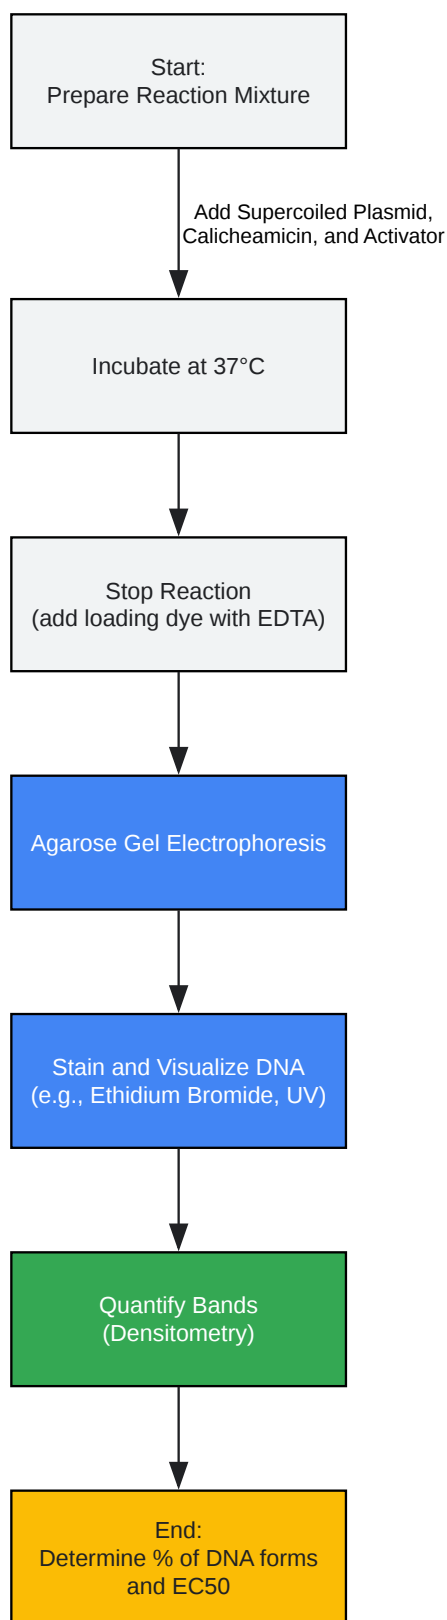 Start:
Prepare Reaction Mixture
Add Supercoiled Plasmid,
Calicheamicin, and Activator
Incubate at 37°C
Stop Reaction
(add loading dye with EDTA)
Agarose Gel Electrophoresis
Stain and Visualize DNA
(e.g., Ethidium Bromide, UV)
Quantify Bands
(Densitometry)
End:
Determine % of DNA forms
and EC50